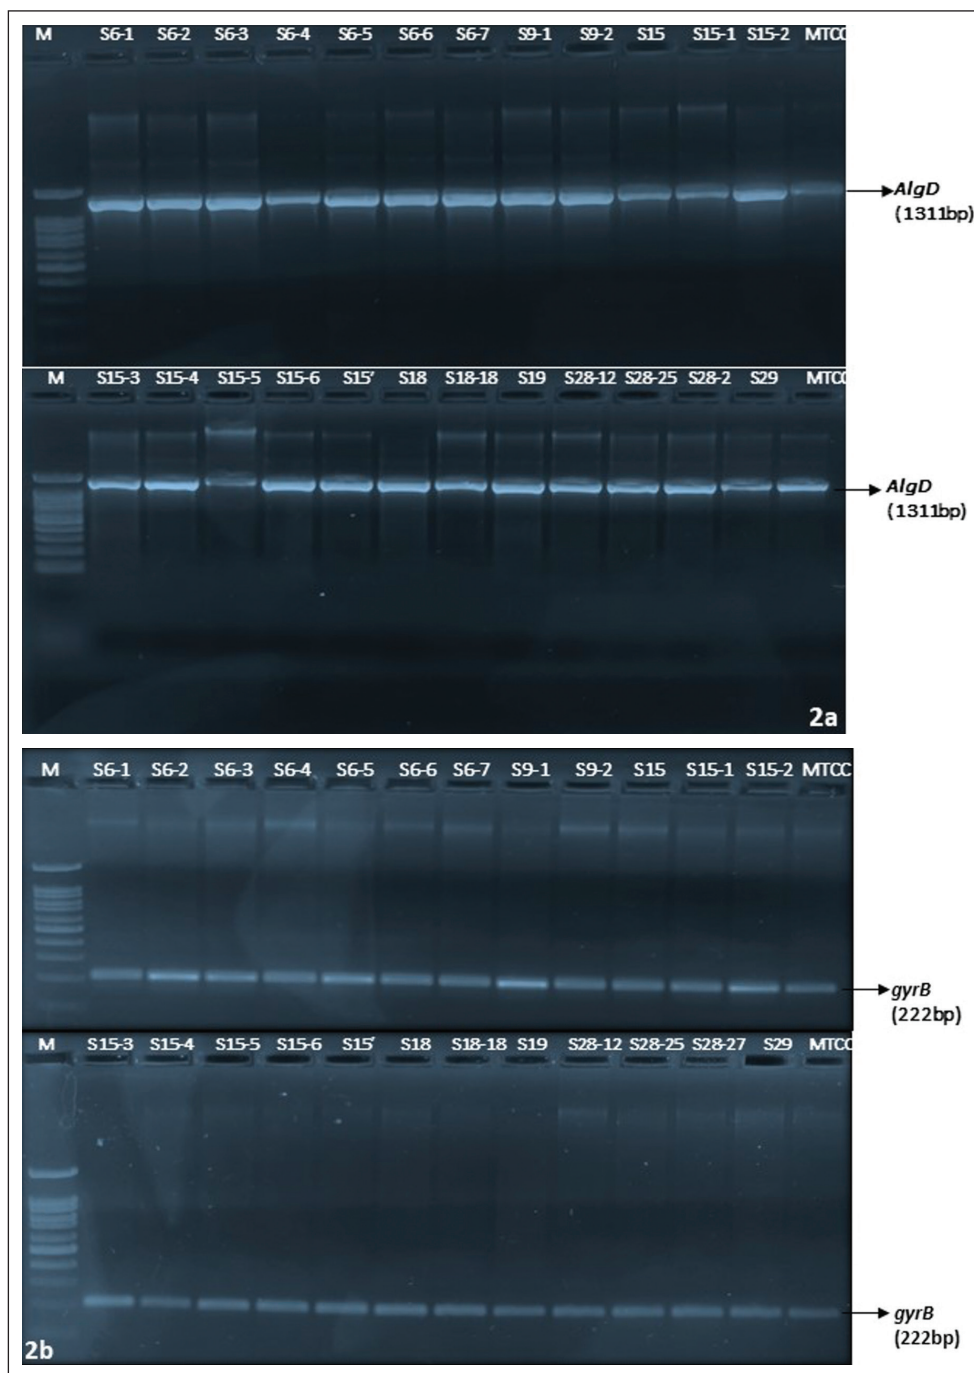 M S6-1 S6-2 S6-3 S6-4 S6-5 S6-6 S6-7 S9-1 S9-2 S15 S15-1 S15-2 MTCC
AlgD
(1311bp)
M S15-3 S15-4 S15-5 S15-6 S15’ S18 S18-18 S19 S28-12 S28-25 S28-2 S29 MTCC
AlgD
(1311bp)
2a
M S6-1 S6-2 S6-3 S6-4 S6-5 S6-6 S6-7 S9-1 S9-2 S15 S15-1 S15-2 MTCC
gyrB
(222bp)
M S15-3 S15-4 S15-5 S15-6 S15’ S18 S18-18 S19 S28-12 S28-25 S28-27 S29 MTCC
gyrB
(222bp)
2b